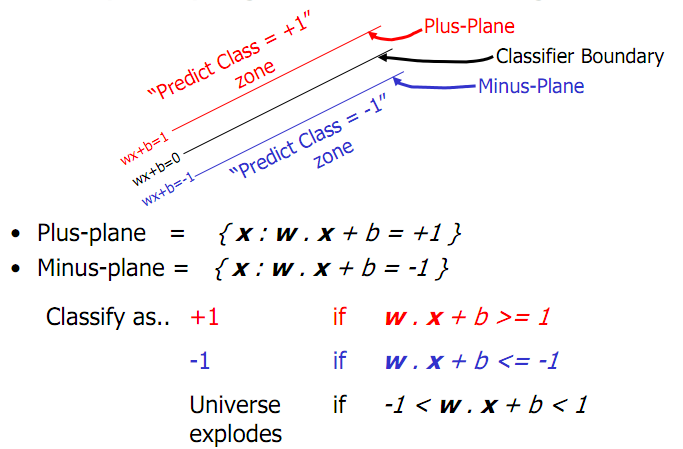 "Predict Class = +1"
zone
Plus-Plane
Classifier Boundary
Minus-Plane
wx+b=1
wx+b=0
wx+b=-1
"Predict Class = -1"
zone
• Plus-plane = { x : w . x + b = +1 }
• Minus-plane = { x : w . x + b = -1 }
Classify as.. +1 if w . x + b >= 1
-1 if w . x + b <= -1
Universe if -1 < w . x + b < 1
explodes